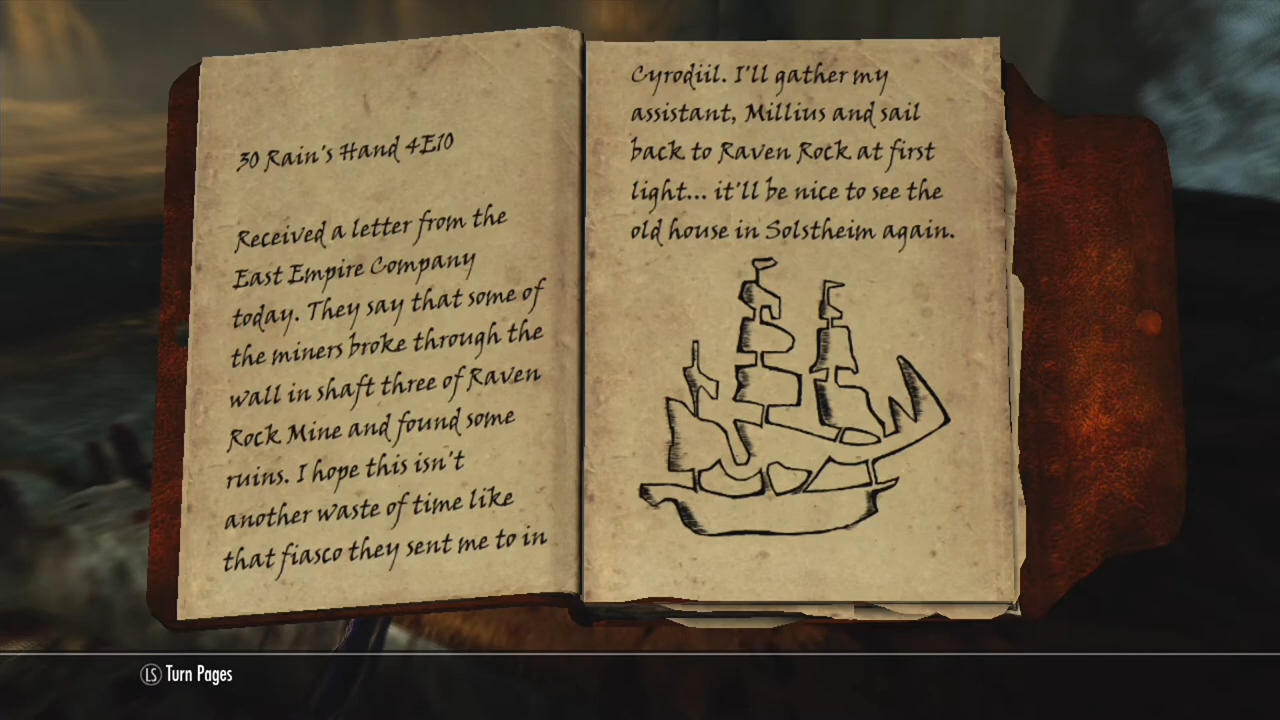 30 Rain's Hand 4E10
Received a letter from the
East Empire Company
today. They say that some of
the miners broke through the
wall in shaft three of Raven
Rock Mine and found some
ruins. I hope this isn't
another waste of time like
that fiasco they sent me to in
Cyrodiil. I'll gather my
assistant, Millius and sail
back to Raven Rock at first
light... it'll be nice to see the
old house in Solstheim again.
LS Turn Pages